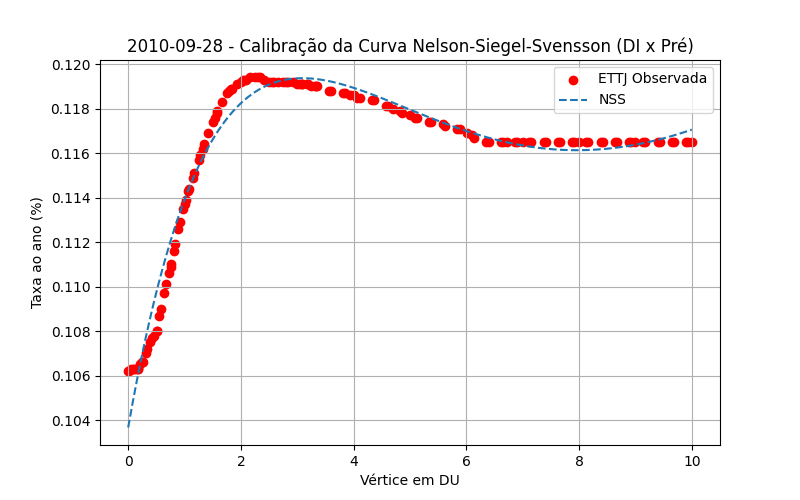 2010-09-28 - Calibração da Curva Nelson-Siegel-Svensson (DI x Pré)
ETTJ Observada
NSS
Taxa ao ano (%)
0.120
0.118
0.116
0.114
0.112
0.110
0.108
0.106
0.104
0 2 4 6 8 10
Vértice em DU